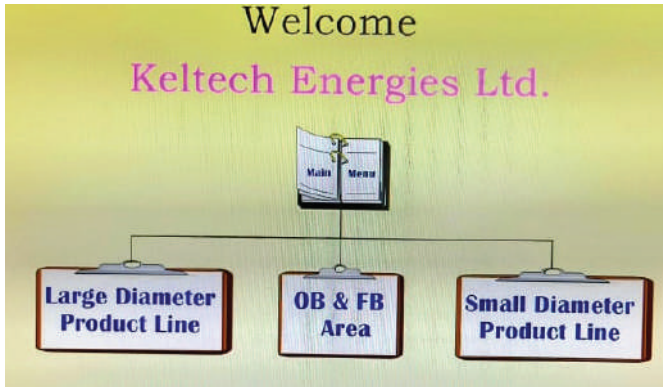 Welcome
Keltech Energies Ltd.
Main Menu
Large Diameter
Product Line
OB & FB
Area
Small Diameter
Product Line